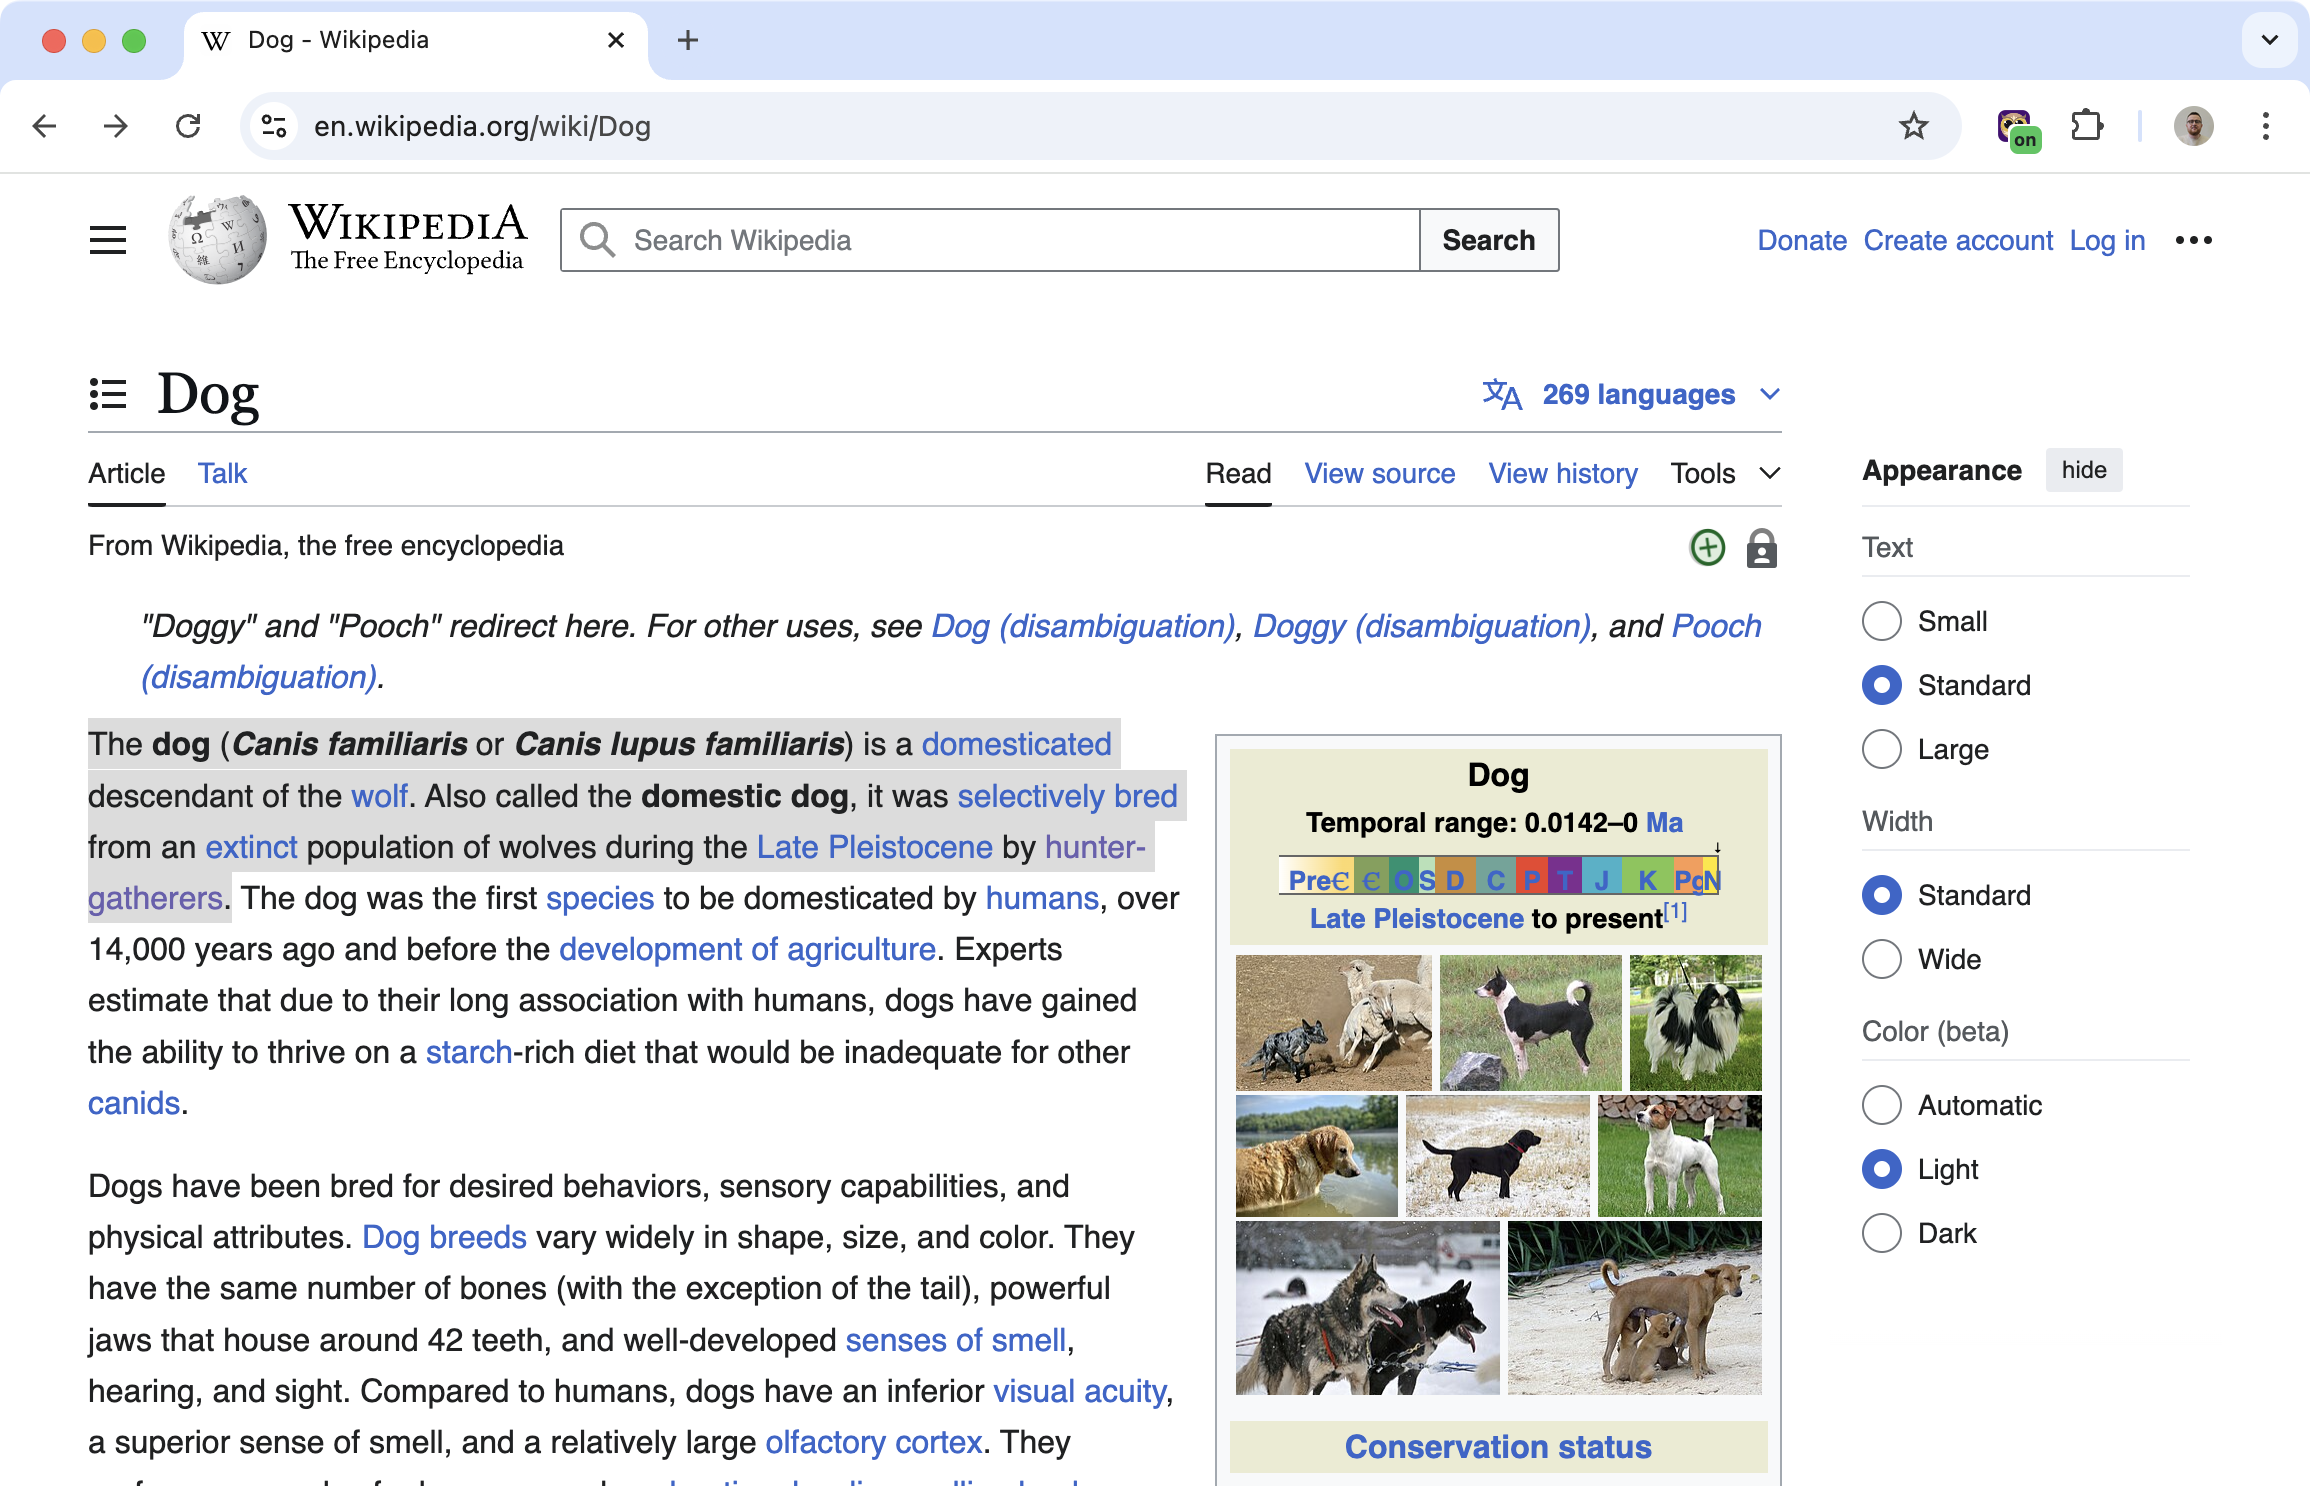 Dog - Wikipedia
en.wikipedia.org/wiki/Dog
on
WIKIPEDIA
The Free Encyclopedia
Search Wikipedia
Search
Donate Create account Log in
Dog
269 languages
Article Talk
Read View source View history Tools
From Wikipedia, the free encyclopedia
"Doggy" and "Pooch" redirect here. For other uses, see Dog (disambiguation), Doggy (disambiguation), and Pooch
(disambiguation).
The dog (Canis familiaris or Canis lupus familiaris) is a domesticated
descendant of the wolf. Also called the domestic dog, it was selectively bred
from an extinct population of wolves during the Late Pleistocene by hunter-
gatherers. The dog was the first species to be domesticated by humans, over
14,000 years ago and before the development of agriculture. Experts
estimate that due to their long association with humans, dogs have gained
the ability to thrive on a starch-rich diet that would be inadequate for other
canids.
Dogs have been bred for desired behaviors, sensory capabilities, and
physical attributes. Dog breeds vary widely in shape, size, and color. They
have the same number of bones (with the exception of the tail), powerful
jaws that house around 42 teeth, and well-developed senses of smell,
hearing, and sight. Compared to humans, dogs have an inferior visual acuity,
a superior sense of smell, and a relatively large olfactory cortex. They
Dog
Temporal range: 0.0142–0 Ma
↓
PreꞒ Ꞓ O S D C P T J K Pg N
Late Pleistocene to present[1]
Conservation status
Appearance hide
Text
Small
Standard
Large
Width
Standard
Wide
Color (beta)
Automatic
Light
Dark